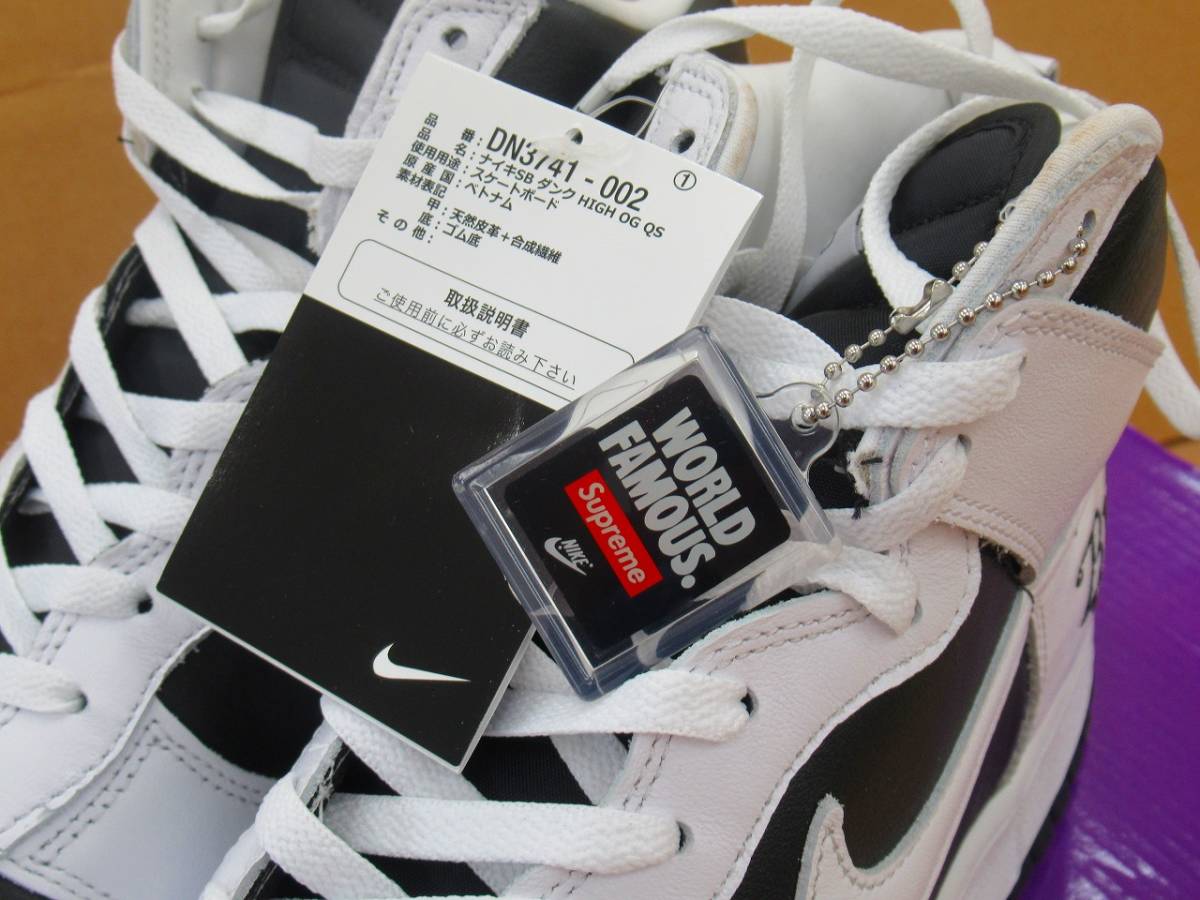 品 番: DN3741-002 ①
品 名: ナイキSB ダンク HIGH OG QS
使用用途: スケートボード
原産国: ベトナム
素材表記
甲: 天然皮革+合成繊維
底: ゴム底
その他:
取扱説明書
ご使用前に必ずお読み下さい
WORLD
FAMOUS.
Supreme
NIKE